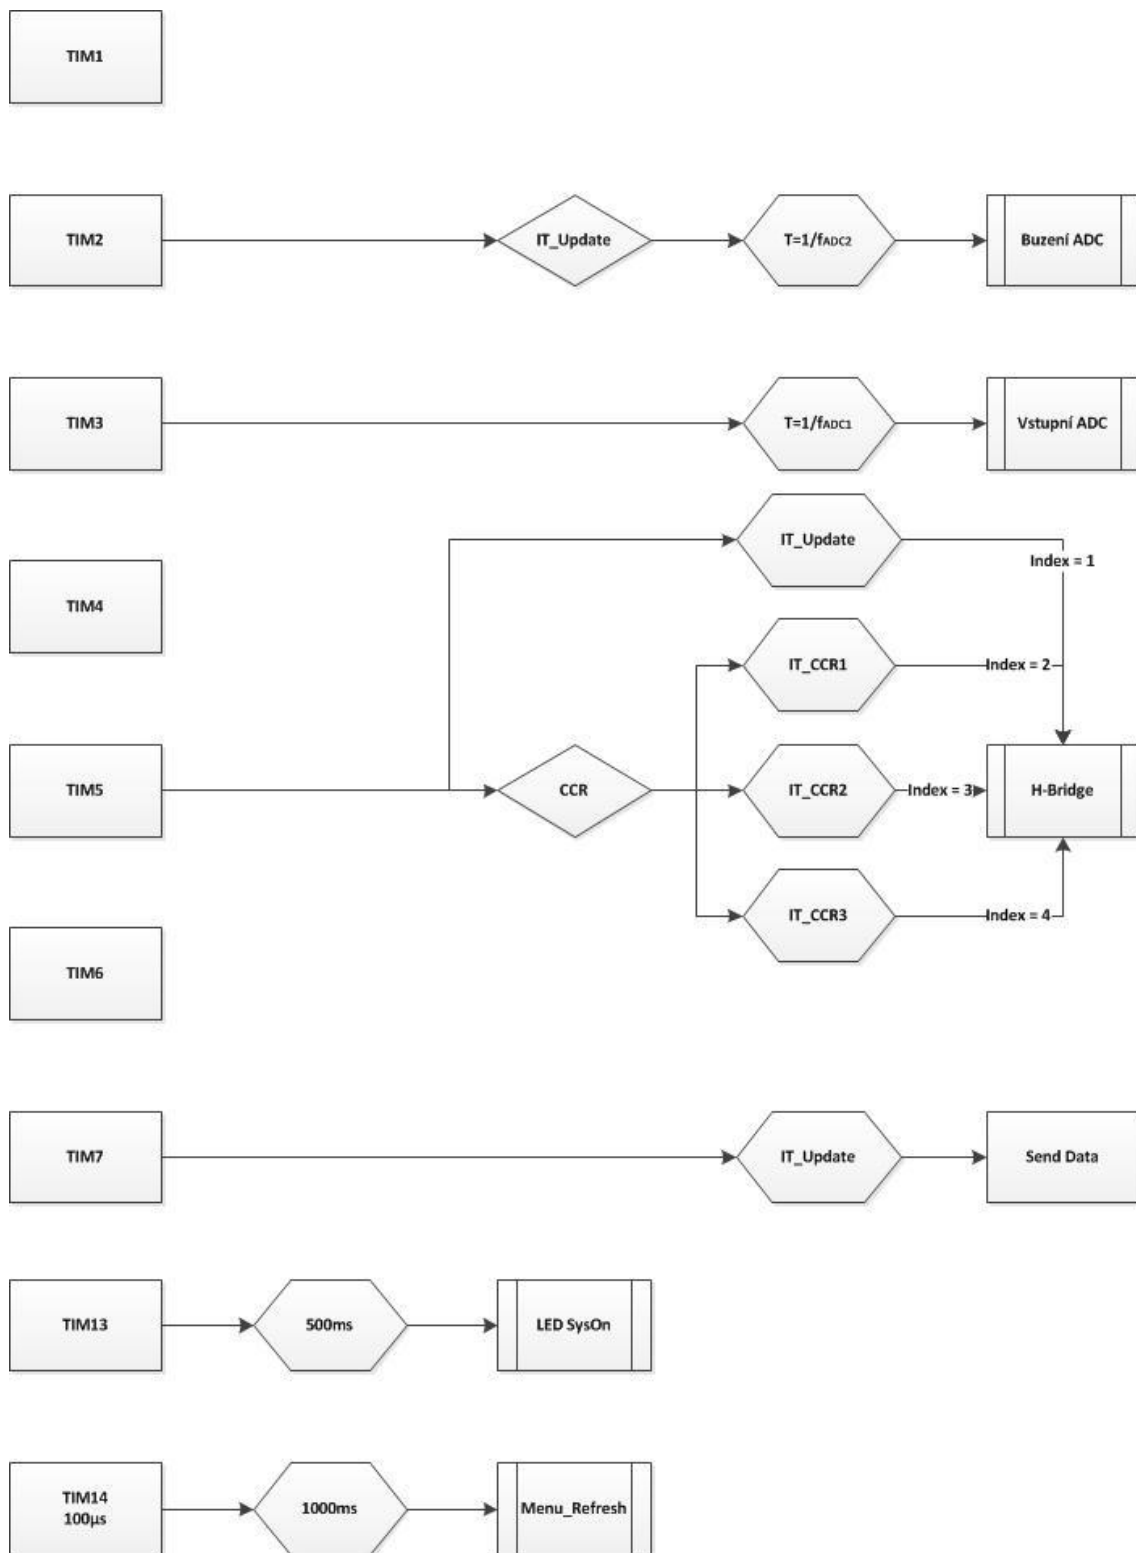 TIM1
TIM2
IT_Update
T=1/fADC2
Buzení ADC
TIM3
T=1/fADC1
Vstupní ADC
IT_Update
Index = 1
TIM4
IT_CCR1
Index = 2
TIM5
CCR
IT_CCR2
Index = 3
H-Bridge
IT_CCR3
Index = 4
TIM6
TIM7
IT_Update
Send Data
TIM13
500ms
LED SysOn
TIM14
100µs
1000ms
Menu_Refresh